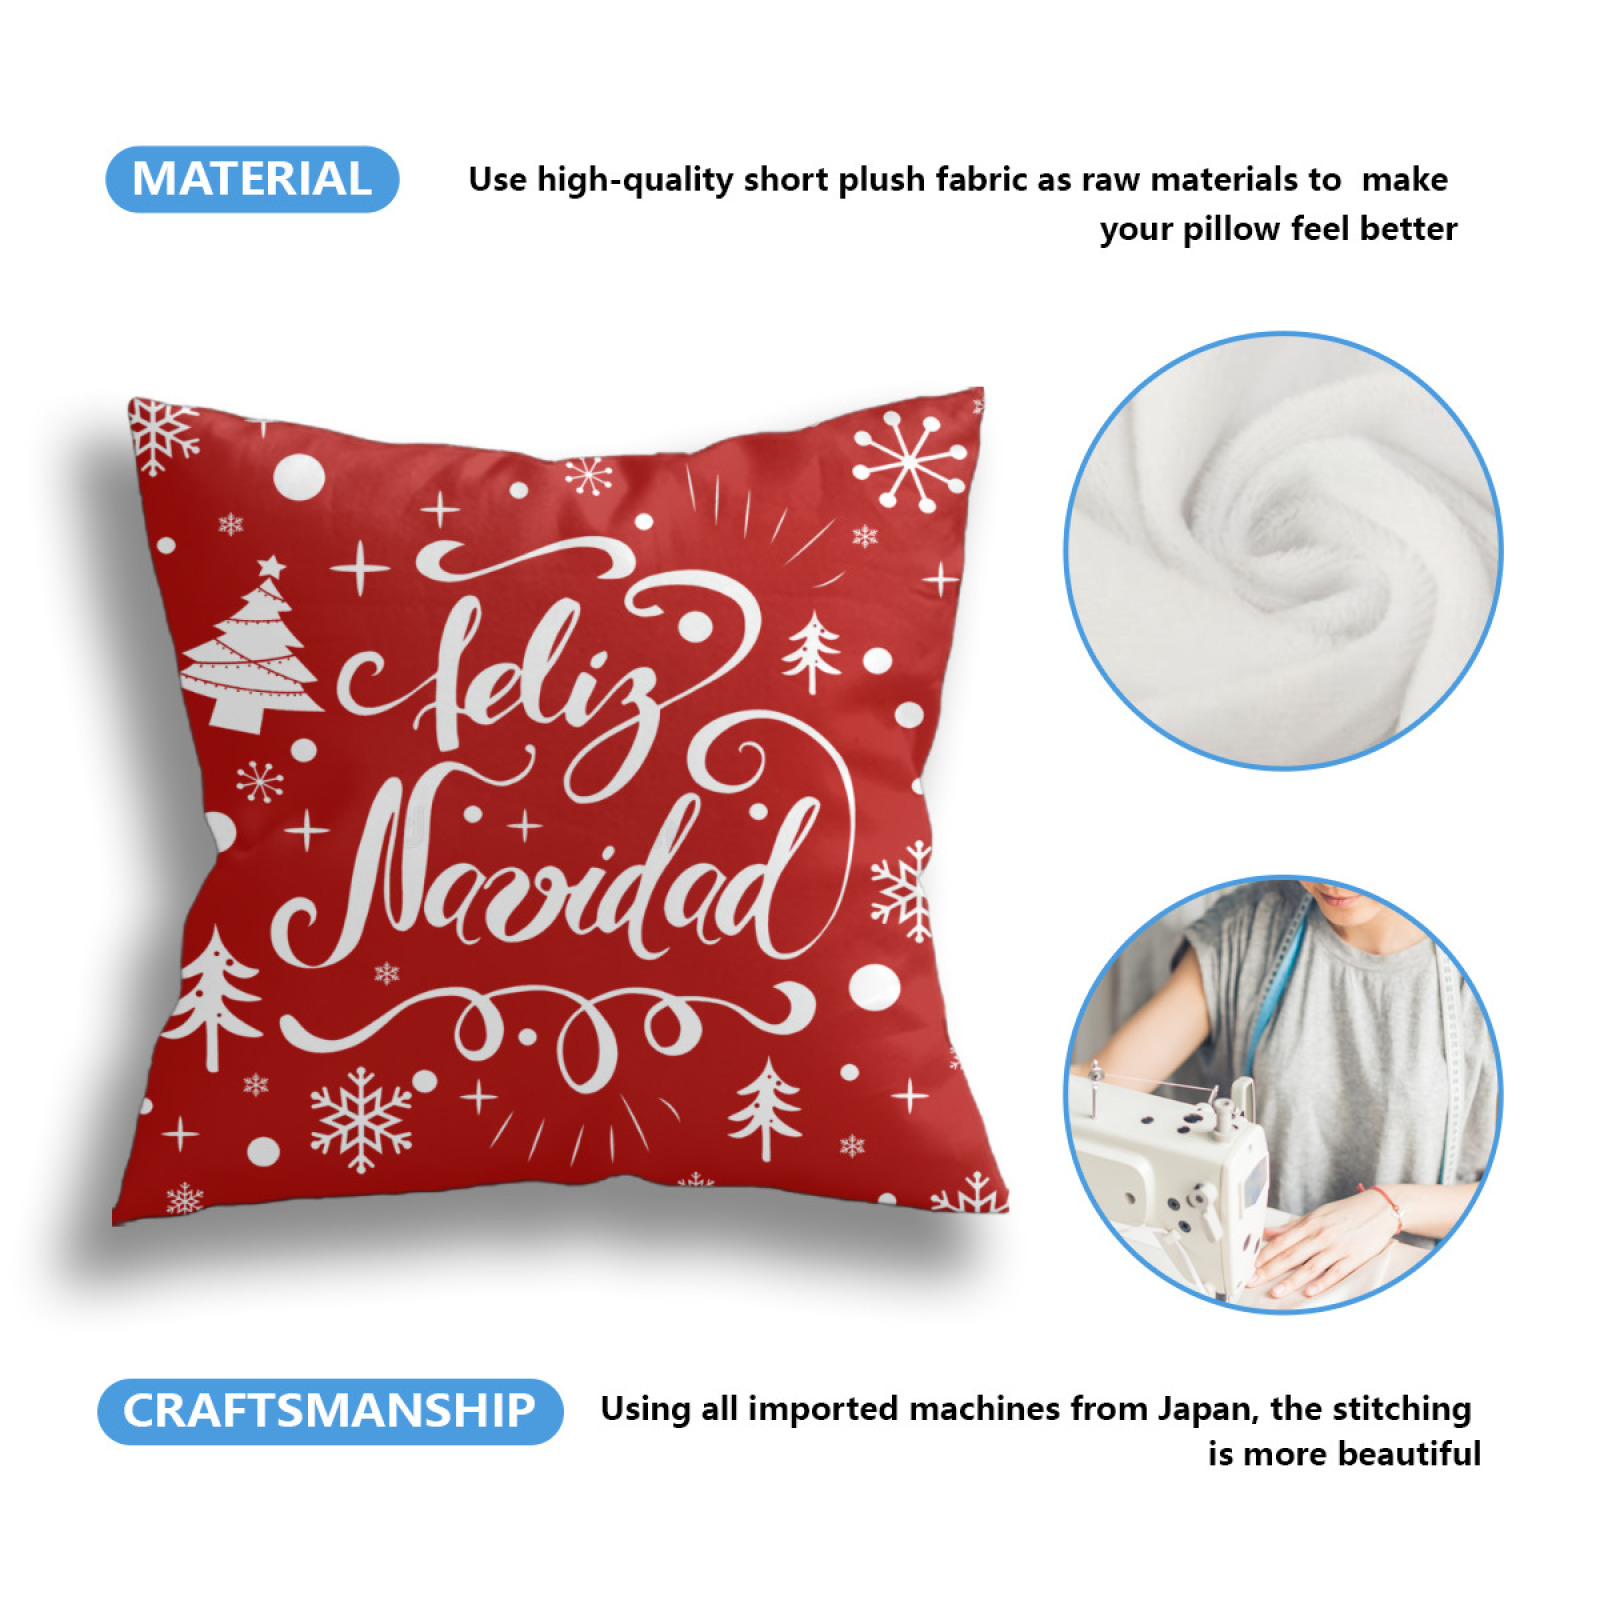 MATERIAL
Use high-quality short plush fabric as raw materials to make
your pillow feel better
feliz
Navidad
CRAFTSMANSHIP
Using all imported machines from Japan, the stitching
is more beautiful